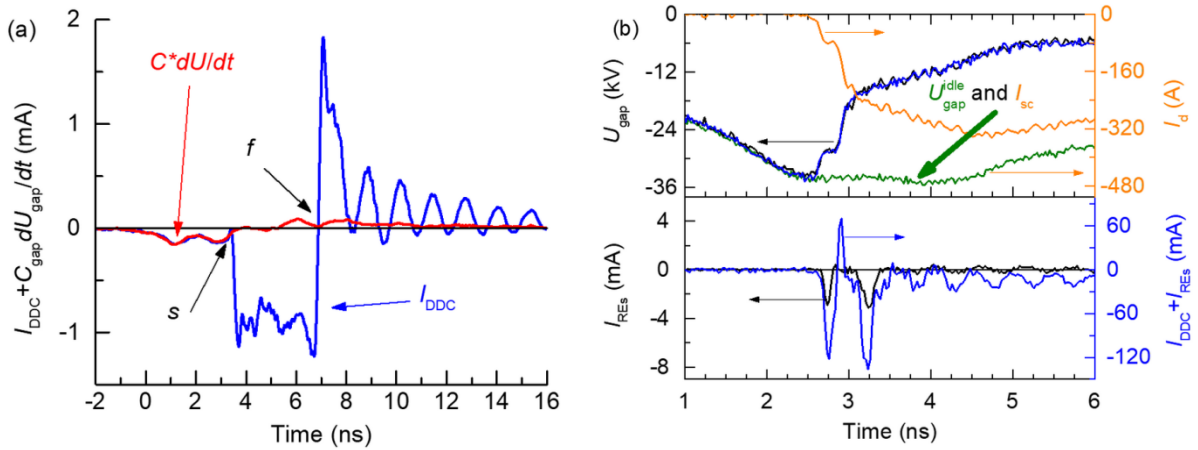 (a)
I_DDC + C_gap dU_gap/dt (mA)
2
1
0
-1
C*dU/dt
f
s
I_DDC
-2 0 2 4 6 8 10 12 14 16
Time (ns)
(b)
U_gap (kV)
0
-12
-24
-36
U_gap^idle and I_sc
0
-160
-320
-480
I_d (A)
I_REs (mA)
4
0
-4
-8
60
0
-60
-120
I_DDC + I_REs (mA)
1 2 3 4 5 6
Time (ns)